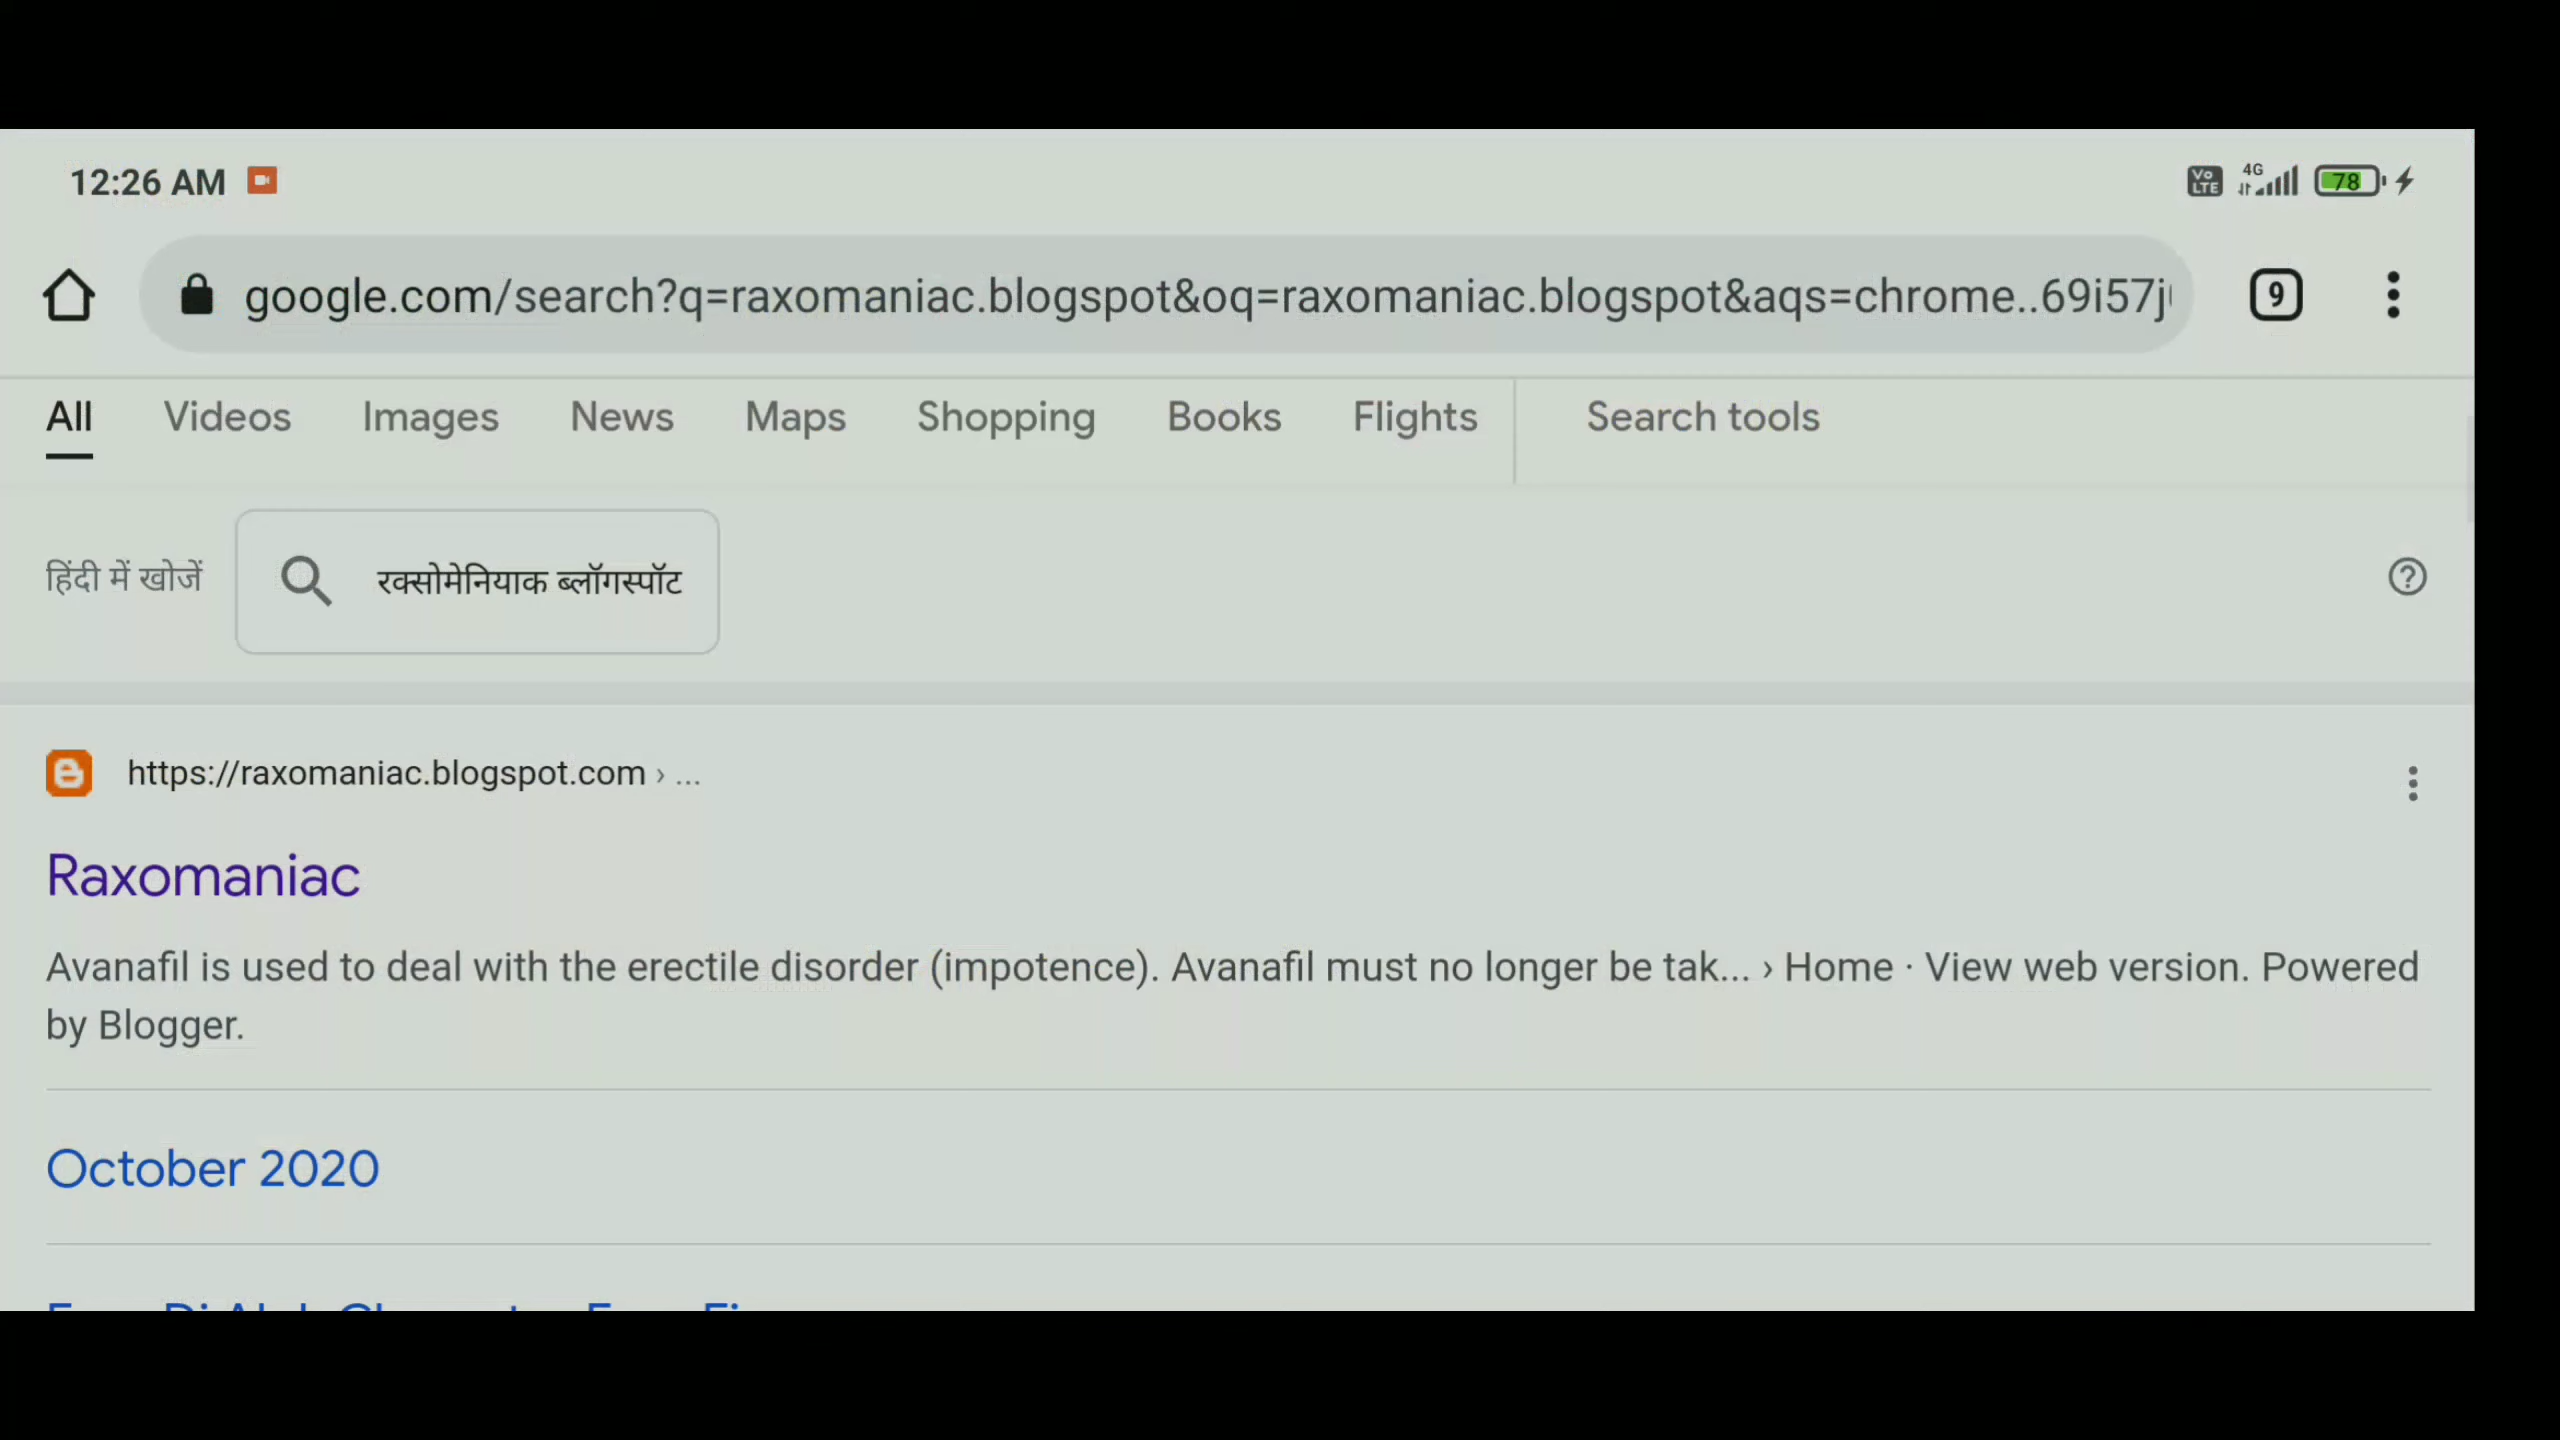 12:26 AM
Vo LTE 4G 78
google.com/search?q=raxomaniac.blogspot&oq=raxomaniac.blogspot&aqs=chrome..69i57j
9
All Videos Images News Maps Shopping Books Flights Search tools
हिंदी में खोजें रक्सोमेनियाक ब्लॉगस्पॉट
https://raxomaniac.blogspot.com › ...
Raxomaniac
Avanafil is used to deal with the erectile disorder (impotence). Avanafil must no longer be tak... › Home · View web version. Powered
by Blogger.
October 2020